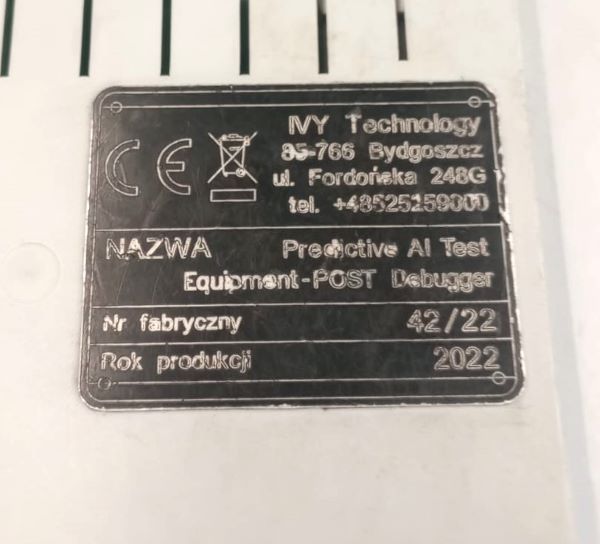 IVY Technology
85-766 Bydgoszcz
ul. Fordońska 248G
tel. +48525259000
CE
NAZWA Predictive AI Test
Equipment-POST Debugger
Nr fabryczny 42/22
Rok produkcji 2022